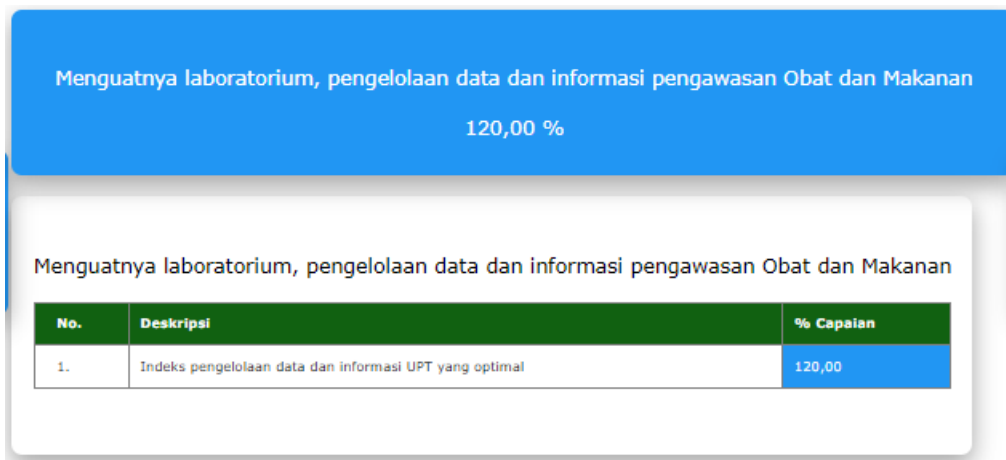 Menguatnya laboratorium, pengelolaan data dan informasi pengawasan Obat dan Makanan
120,00 %
Menguatnya laboratorium, pengelolaan data dan informasi pengawasan Obat dan Makanan
No. Deskripsi % Capaian
1. Indeks pengelolaan data dan informasi UPT yang optimal 120,00